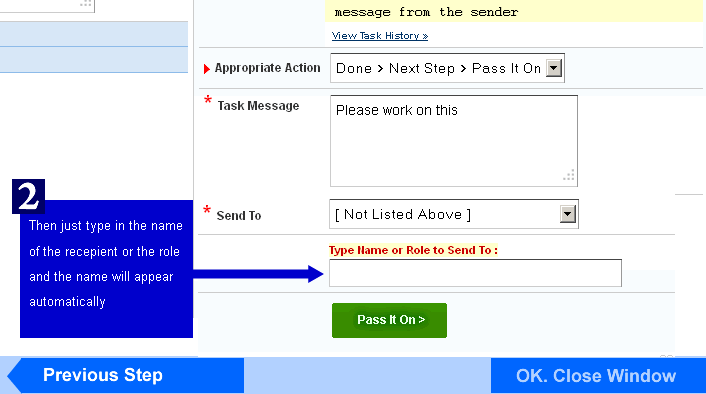 message from the sender
View Task History »
Appropriate Action
Done > Next Step > Pass It On
* Task Message
Please work on this
2
Then just type in the name
of the recepient or the role
and the name will appear
automatically
* Send To
[ Not Listed Above ]
Type Name or Role to Send To :
Pass It On >
Previous Step
OK. Close Window